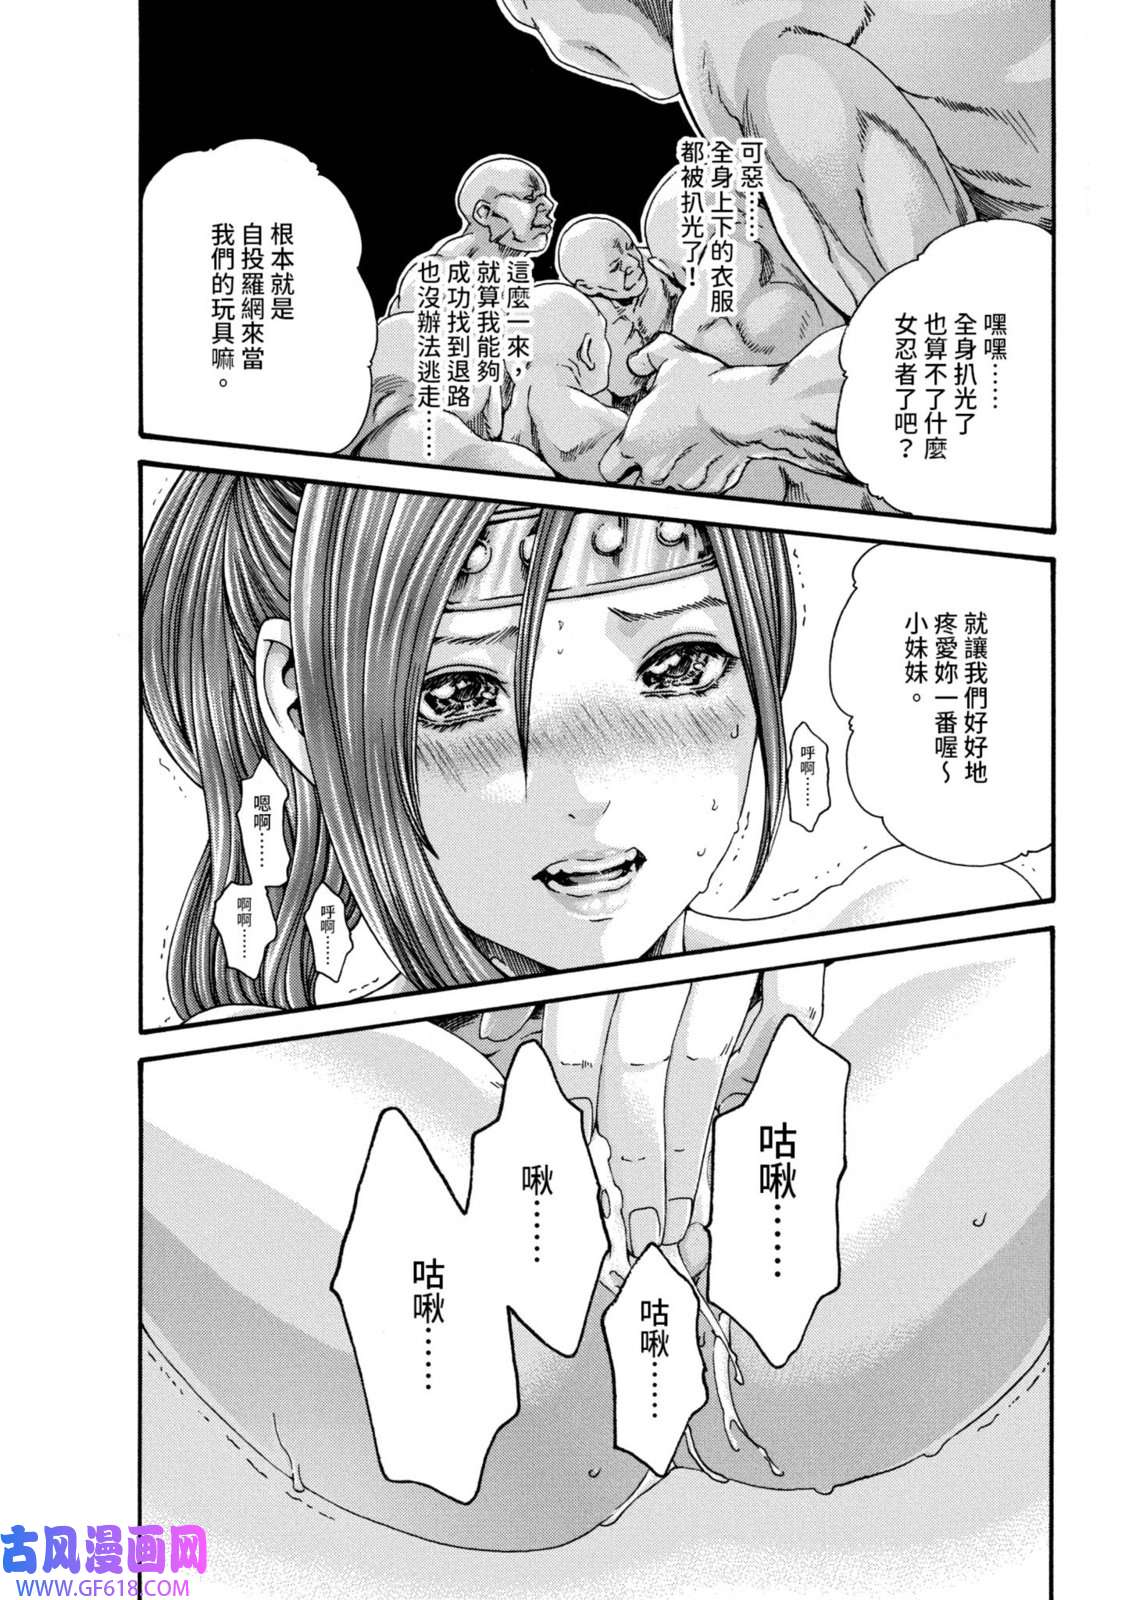 嘿嘿……
全身扒光了
也算不了什麼
女忍者了吧？
可惡……
全身上下的衣服
都被扒光了！
這麼一來，
就算我能夠
成功找到退路
也沒辦法逃走……
根本就是
自投羅網來當
我們的玩具嘛。
就讓我們好好地
疼愛妳一番喔～
小妹妹。
呼啊……
嗯啊……
呼啊……
啊啊……
咕啾……
咕啾……
啾……
咕啾……
古风漫画网
WWW.GF618.COM